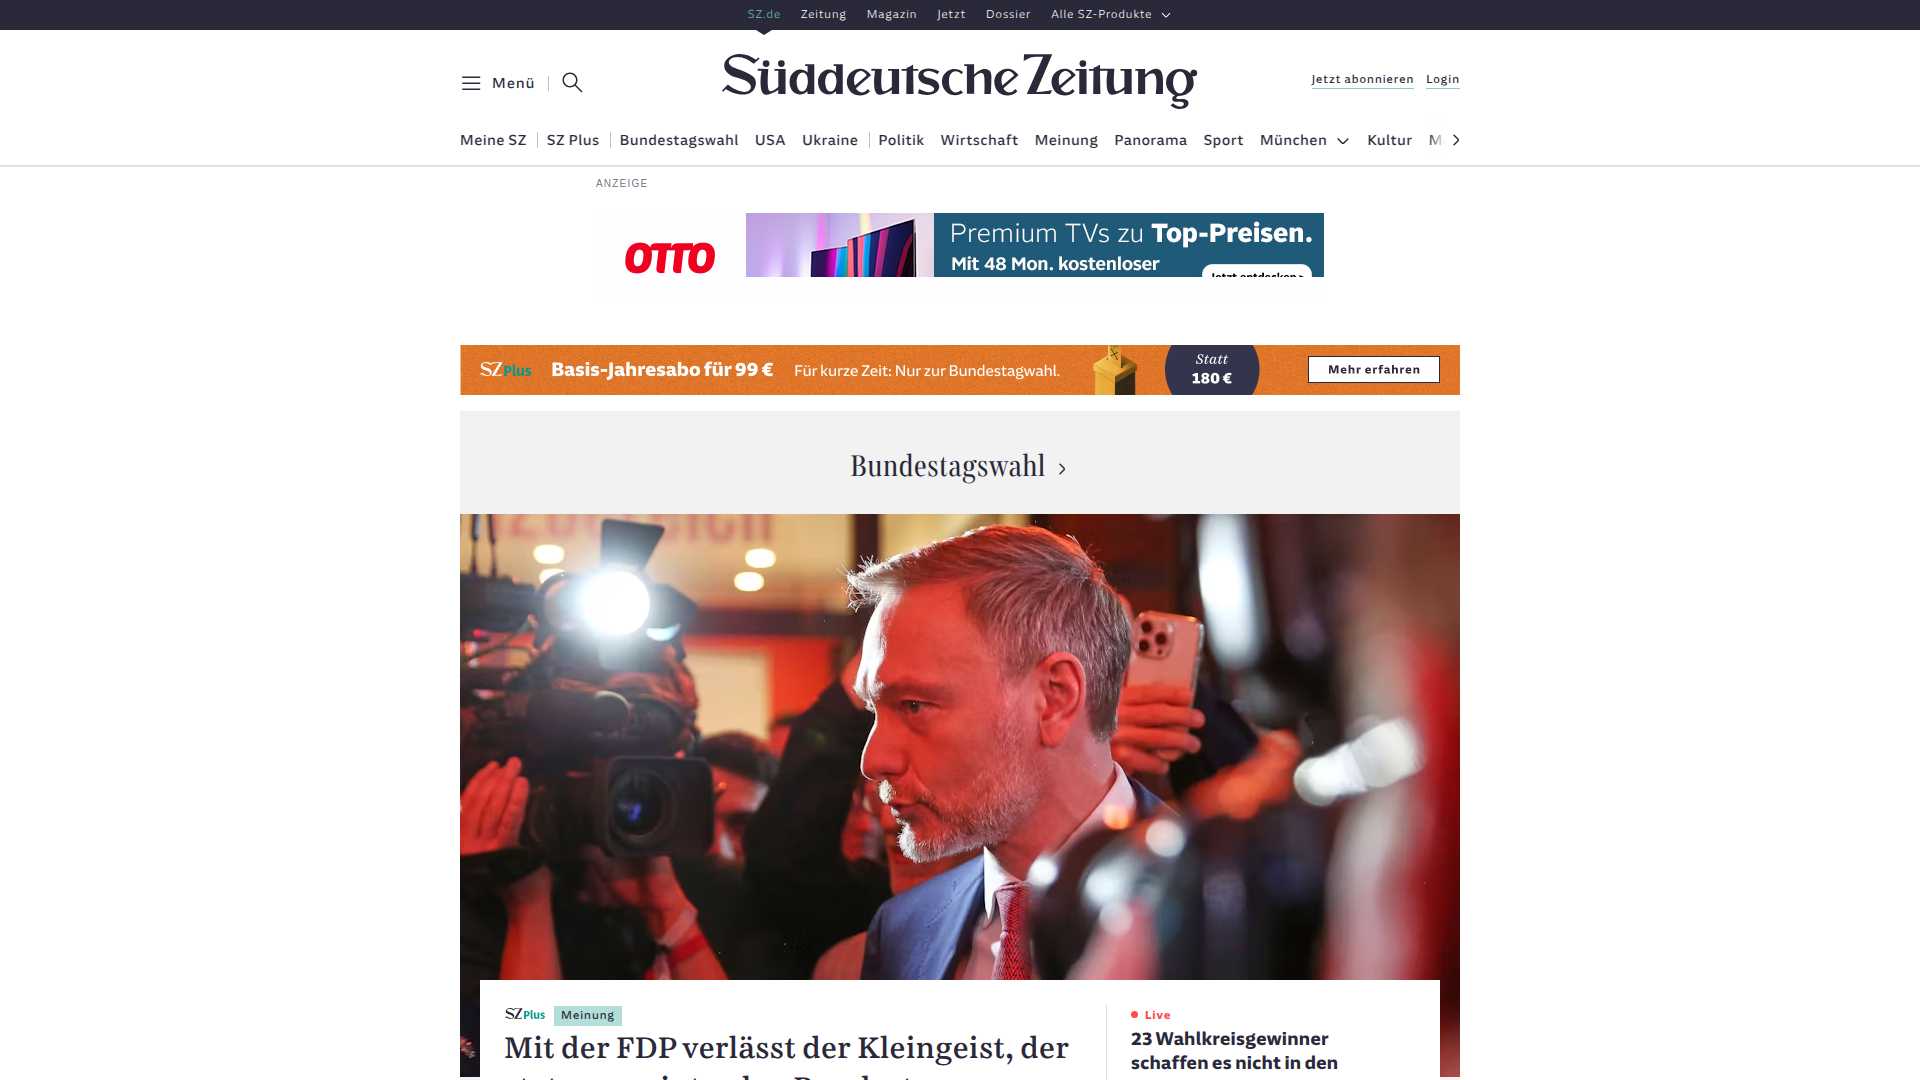 SZ.de Zeitung Magazin Jetzt Dossier Alle SZ-Produkte
Menü
Süddeutsche Zeitung
Jetzt abonnieren Login
Meine SZ SZ Plus Bundestagswahl USA Ukraine Politik Wirtschaft Meinung Panorama Sport München Kultur M
ANZEIGE
OTTO
Premium TVs zu Top-Preisen.
Mit 48 Mon. kostenloser
Jetzt entdecken >
SZ Plus Basis-Jahresabo für 99 € Für kurze Zeit: Nur zur Bundestagwahl.
Statt
180 €
Mehr erfahren
Bundestagswahl
SZ Plus Meinung
Mit der FDP verlässt der Kleingeist, der
Live
23 Wahlkreisgewinner
schaffen es nicht in den